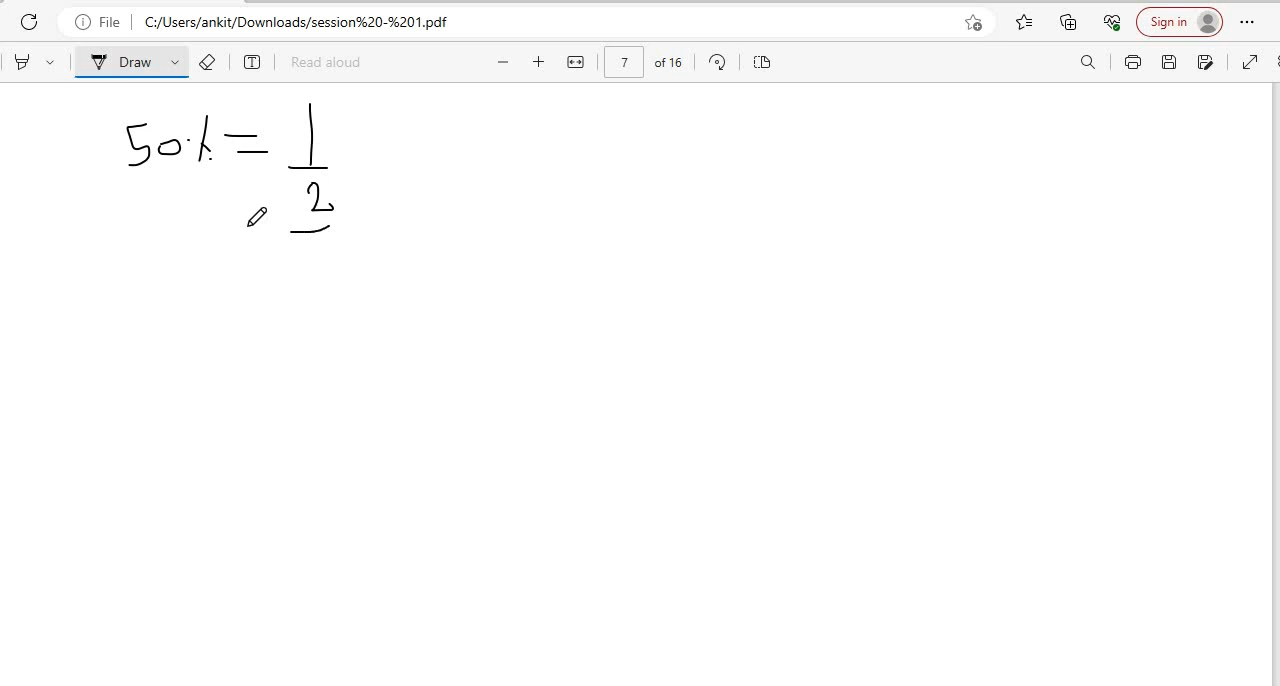 File C:/Users/ankit/Downloads/session%20-%201.pdf Sign in
Draw Read aloud 7 of 16
50% = 1/2